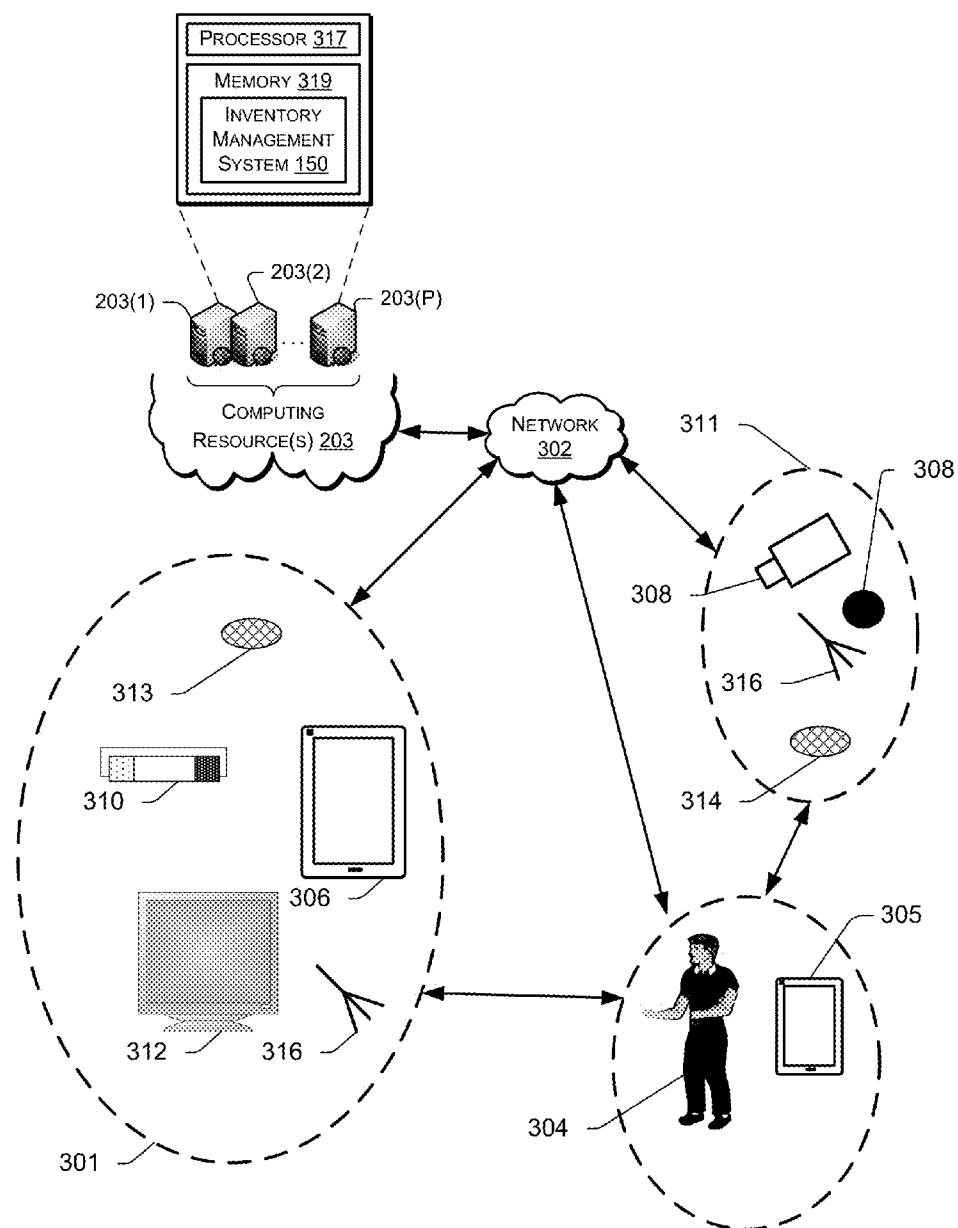 PROCESSOR 317
MEMORY 319
INVENTORY
MANAGEMENT
SYSTEM 150
203(2)
203(1)
203(P)
...
COMPUTING
RESOURCE(S) 203
NETWORK
302
311
308
308
316
314
313
310
306
312
316
301
305
304